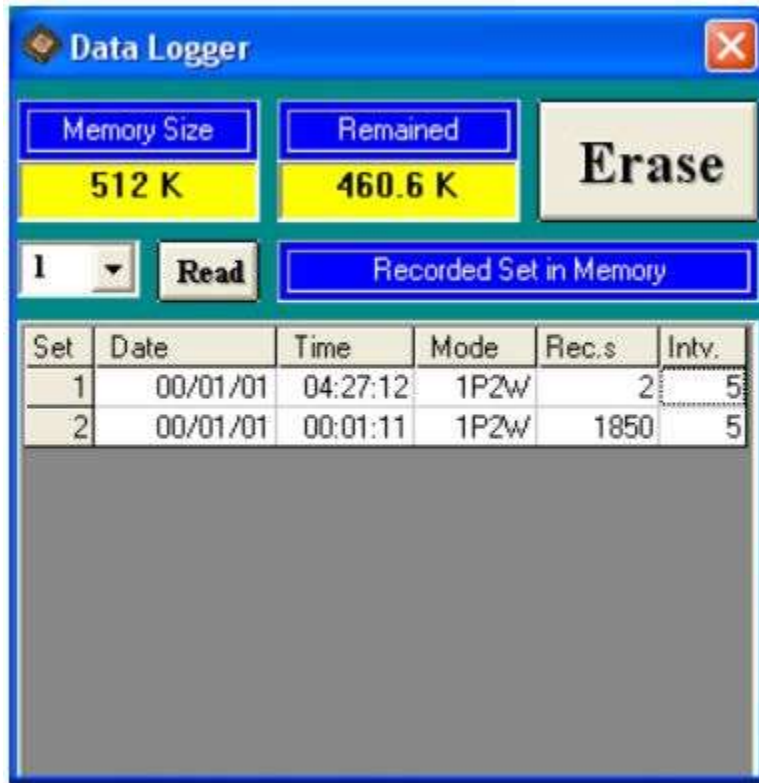 Data Logger
Memory Size Remained Erase
512 K 460.6 K
1 Read Recorded Set in Memory
Set Date Time Mode Rec.s Intv.
1 00/01/01 04:27:12 1P2W 2 5
2 00/01/01 00:01:11 1P2W 1850 5